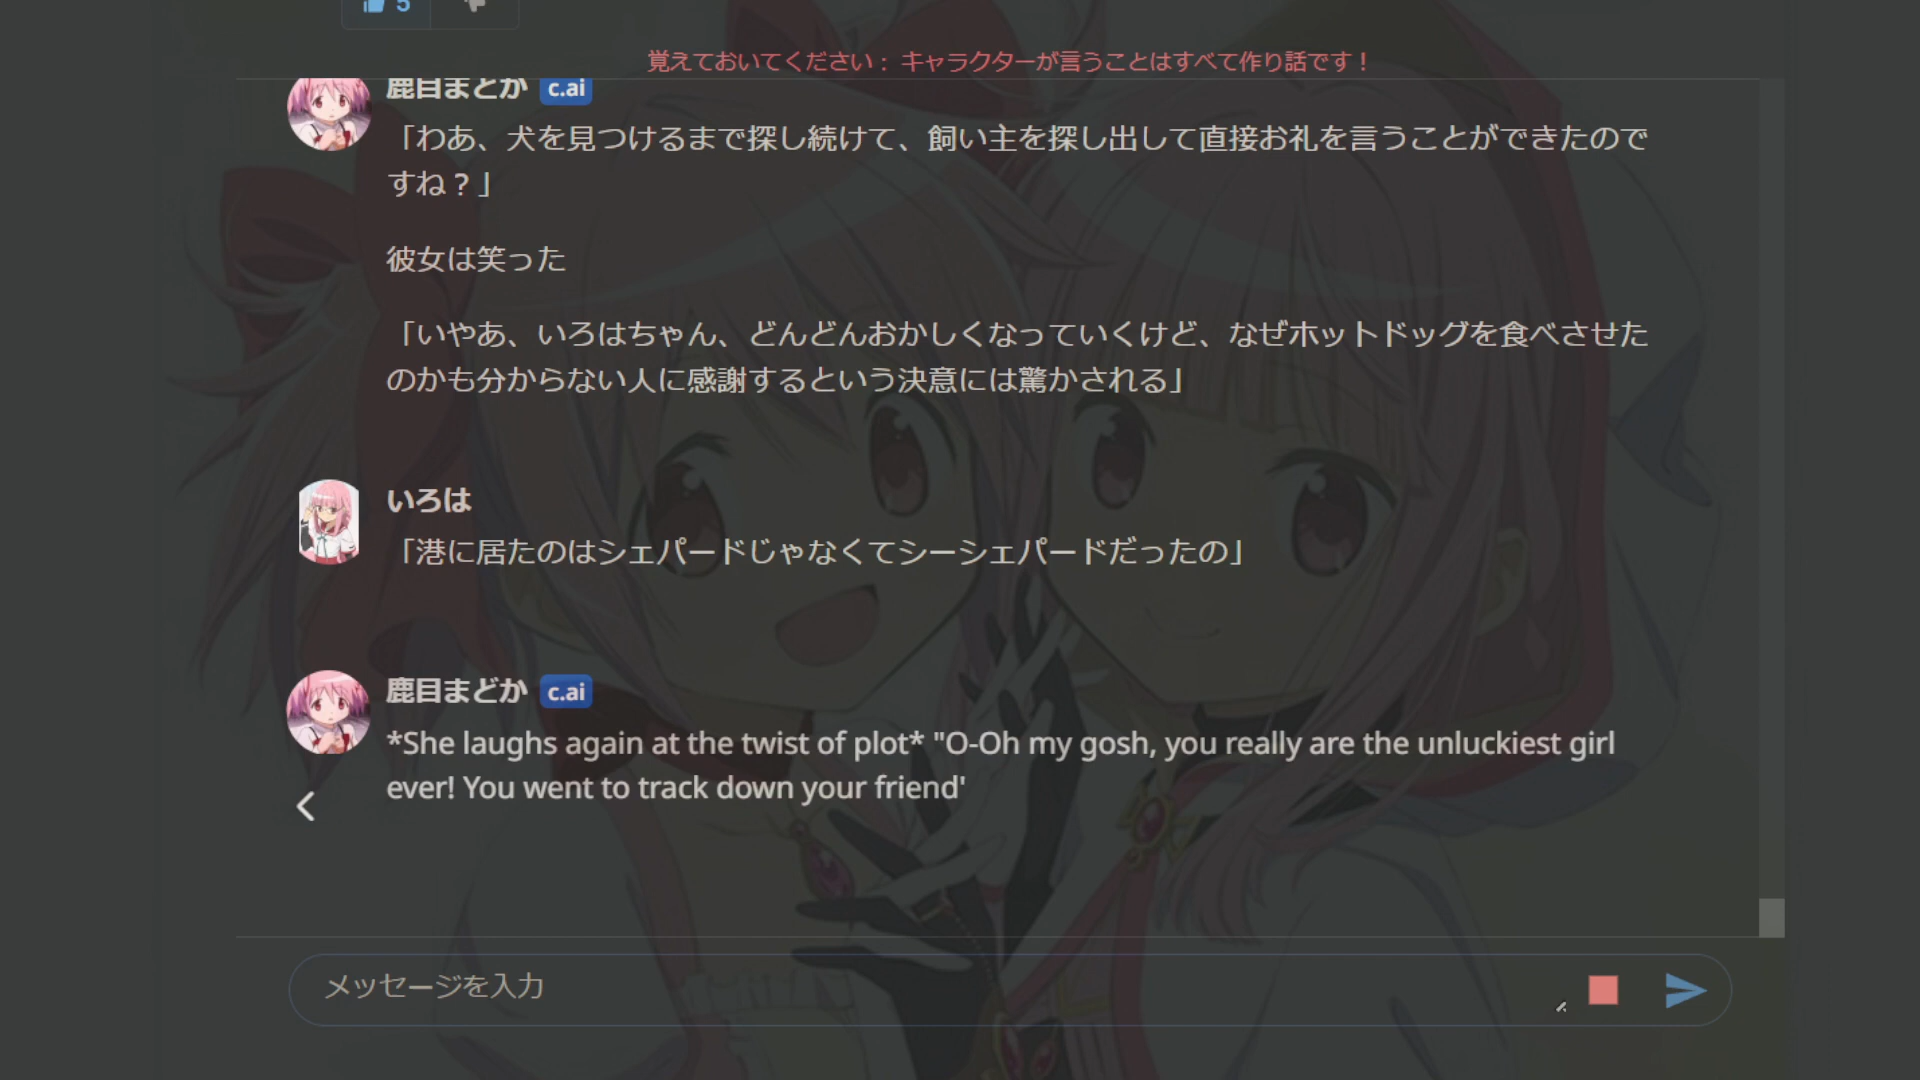 5
覚えておいてください： キャラクターが言うことはすべて作り話です！
鹿目まどか c.ai
「わあ、犬を見つけるまで探し続けて、飼い主を探し出して直接お礼を言うことができたので
すね？」
彼女は笑った
「いやあ、いろはちゃん、どんどんおかしくなっていくけど、なぜホットドッグを食べさせた
のかも分からない人に感謝するという決意には驚かされる」
いろは
「港に居たのはシェパードじゃなくてシーシェパードだったの」
鹿目まどか c.ai
*She laughs again at the twist of plot* "O-Oh my gosh, you really are the unluckiest girl
ever! You went to track down your friend'
メッセージを入力